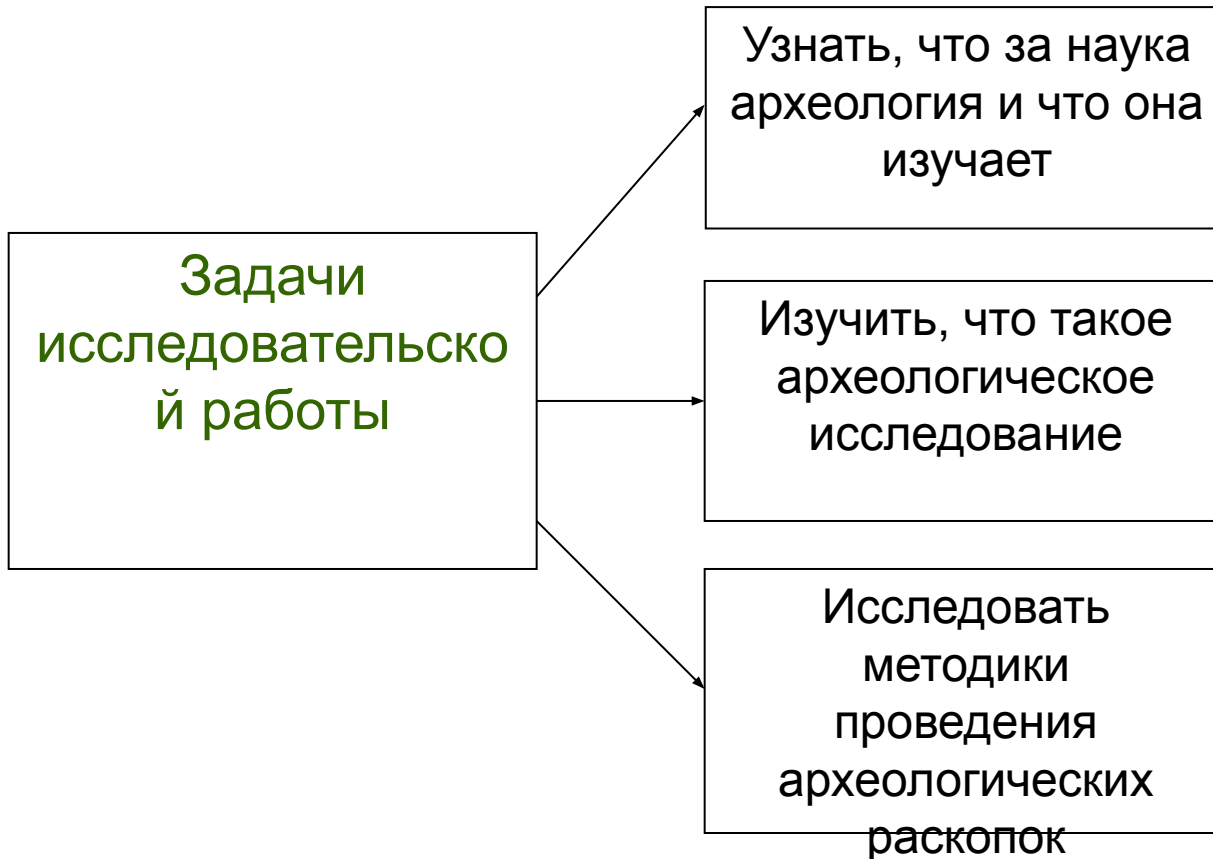 Задачи
исследовательско
й работы
Узнать, что за наука
археология и что она
изучает
Изучить, что такое
археологическое
исследование
Исследовать
методики
проведения
археологических
раскопок